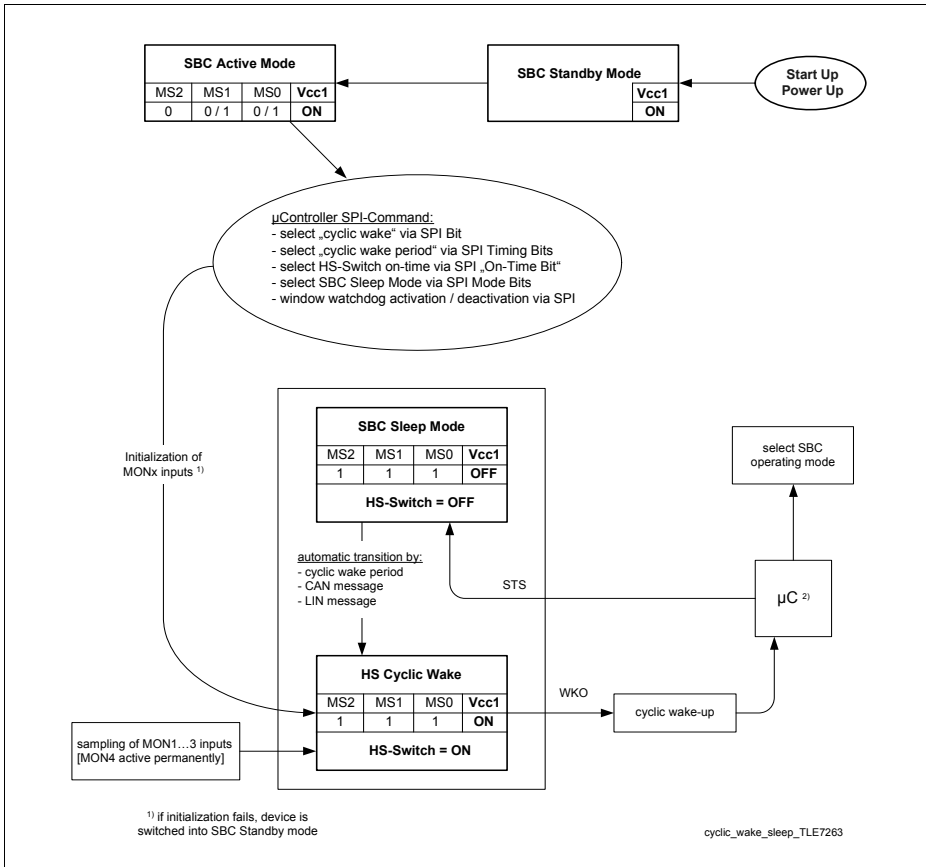 SBC Active Mode
MS2 MS1 MS0 Vcc1
0 0 / 1 0 / 1 ON
SBC Standby Mode
Vcc1
ON
Start Up
Power Up
µController SPI-Command:
- select „cyclic wake“ via SPI Bit
- select „cyclic wake period“ via SPI Timing Bits
- select HS-Switch on-time via SPI „On-Time Bit“
- select SBC Sleep Mode via SPI Mode Bits
- window watchdog activation / deactivation via SPI
Initialization of
MONx inputs 1)
SBC Sleep Mode
MS2 MS1 MS0 Vcc1
1 1 1 OFF
HS-Switch = OFF
automatic transition by:
- cyclic wake period
- CAN message
- LIN message
STS
select SBC
operating mode
µC 2)
HS Cyclic Wake
MS2 MS1 MS0 Vcc1
1 1 1 ON
HS-Switch = ON
WKO
cyclic wake-up
sampling of MON1...3 inputs
[MON4 active permanently]
1) if initialization fails, device is
switched into SBC Standby mode
cyclic_wake_sleep_TLE7263